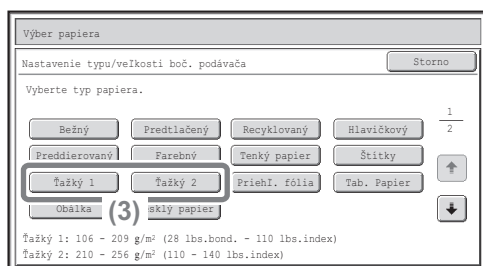 Výber papiera
Nastavenie typu/veľkosti boč. podávača Storno
Vyberte typ papiera.
1
2
Bežný Predtlačený Recyklovaný Hlavičkový
Preddierovaný Farebný Tenký papier Štítky
Ťažký 1 Ťažký 2 Priehľ. fólia Tab. Papier
Obálka (3) papier
Ťažký 1: 106 - 209 g/m² (28 lbs.bond. - 110 lbs.index)
Ťažký 2: 210 - 256 g/m² (110 - 140 lbs.index)